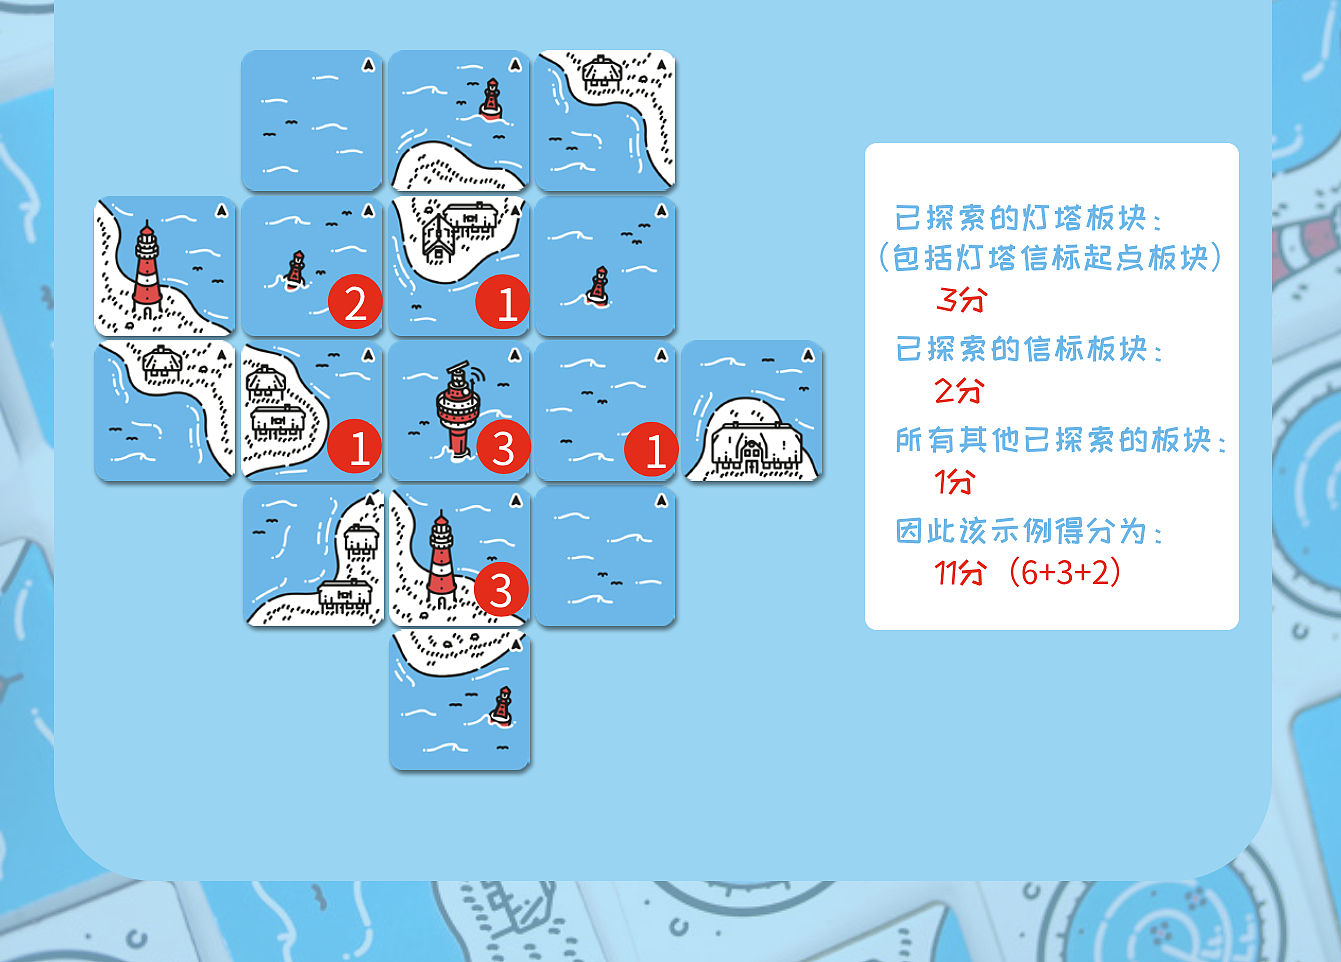 A
A
A
A
A
A
A
2
1
A
A
A
A
A
1
3
1
A
A
A
3
A
已探索的灯塔板块:
(包括灯塔信标起点板块)
3分
已探索的信标板块:
2分
所有其他已探索的板块:
1分
因此该示例得分为:
11分（6+3+2）